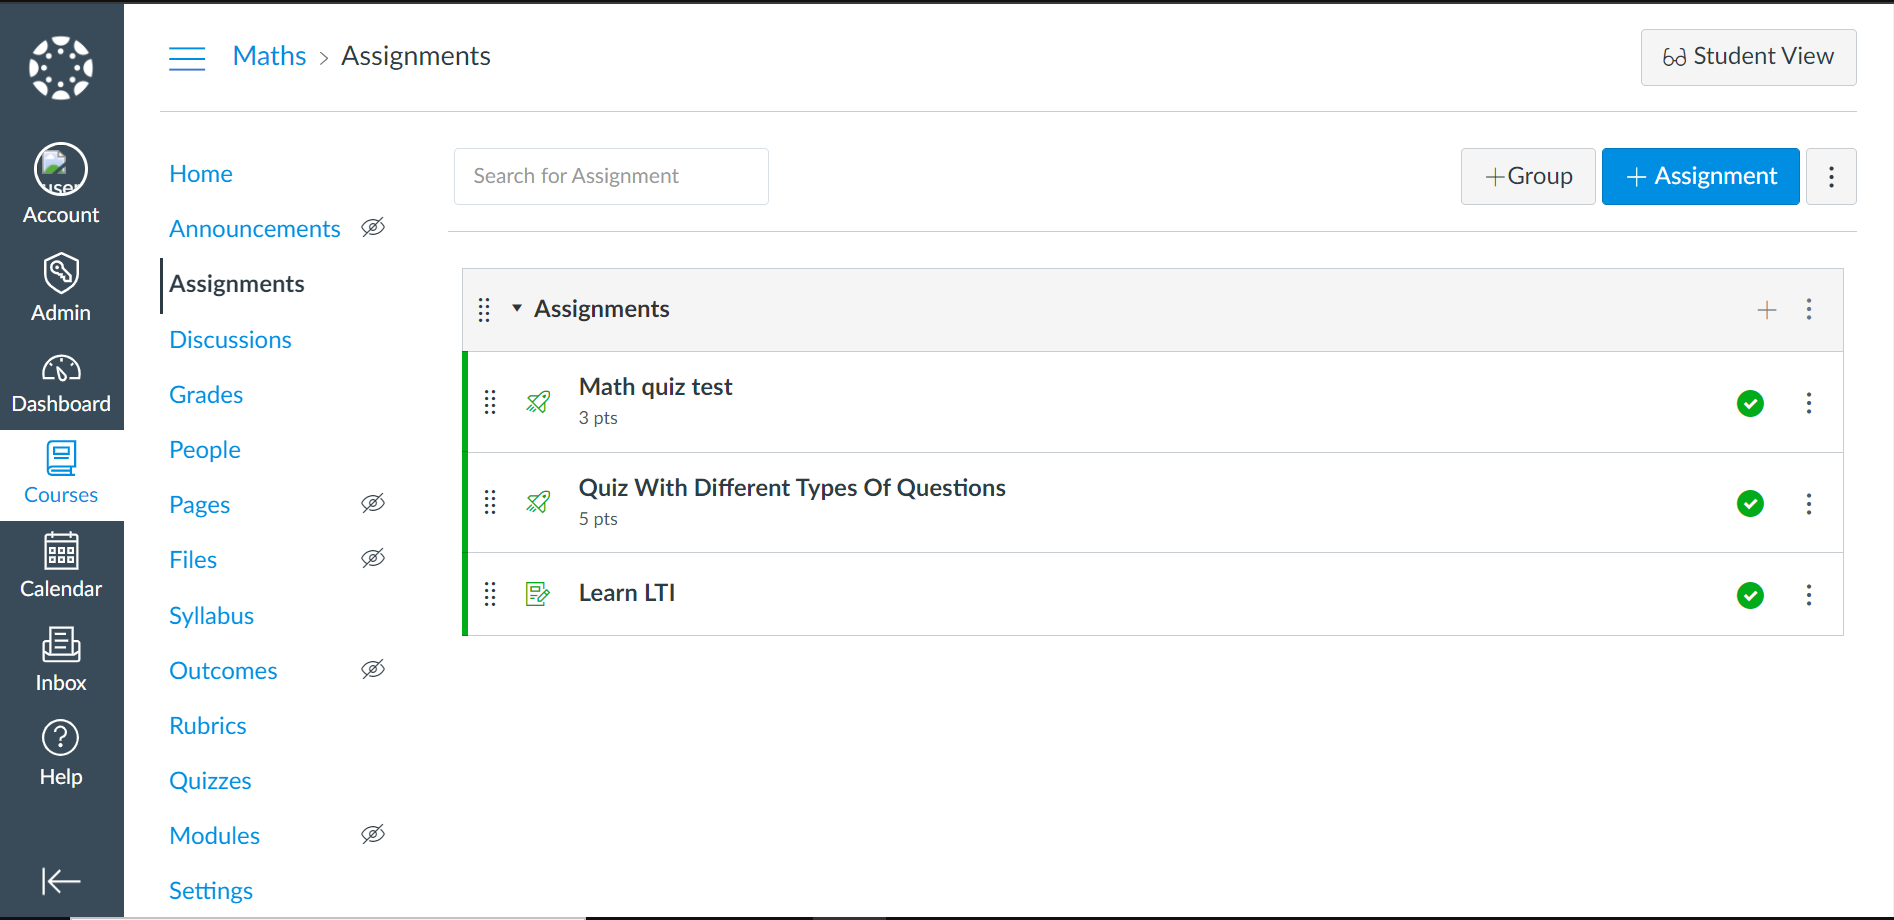 Maths > Assignments
Student View
user
Account
Admin
Dashboard
Courses
Calendar
Inbox
Help
Home
Announcements
Assignments
Discussions
Grades
People
Pages
Files
Syllabus
Outcomes
Rubrics
Quizzes
Modules
Settings
Search for Assignment
+Group
+ Assignment
Assignments
Math quiz test
3 pts
Quiz With Different Types Of Questions
5 pts
Learn LTI